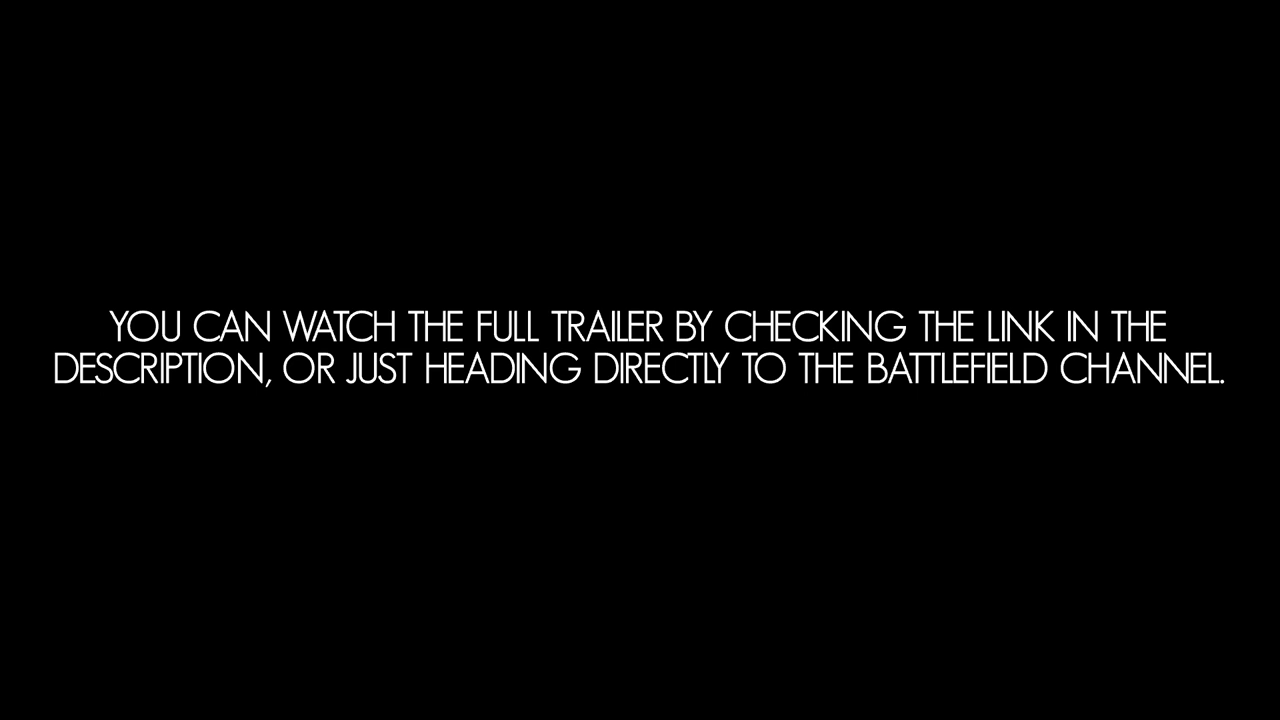 YOU CAN WATCH THE FULL TRAILER BY CHECKING THE LINK IN THE
DESCRIPTION, OR JUST HEADING DIRECTLY TO THE BATTLEFIELD CHANNEL.